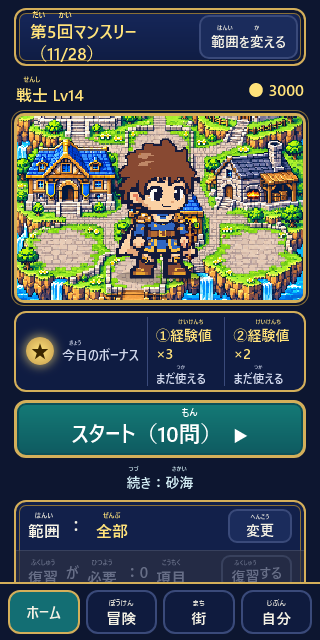 第5回マンスリー
（11/28）
範囲を変える
戦士 Lv14
3000
今日のボーナス
①経験値
×3
まだ使える
②経験値
×2
まだ使える
スタート（10問） ▶
続き：砂海
範囲： 全部
変更
復習 が 必要 ：0 項目
復習する
ホーム
冒険
街
自分